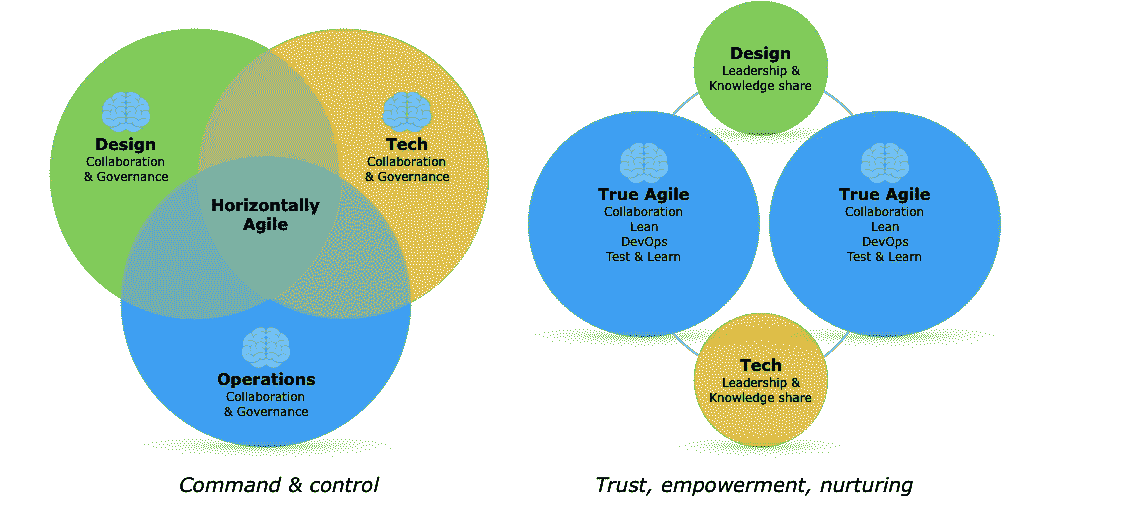 Design
Collaboration
& Governance
Tech
Collaboration
& Governance
Horizontally
Agile
Operations
Collaboration
& Governance
Command & control
Design
Leadership &
Knowledge share
True Agile
Collaboration
Lean
DevOps
Test & Learn
True Agile
Collaboration
Lean
DevOps
Test & Learn
Tech
Leadership &
Knowledge share
Trust, empowerment, nurturing